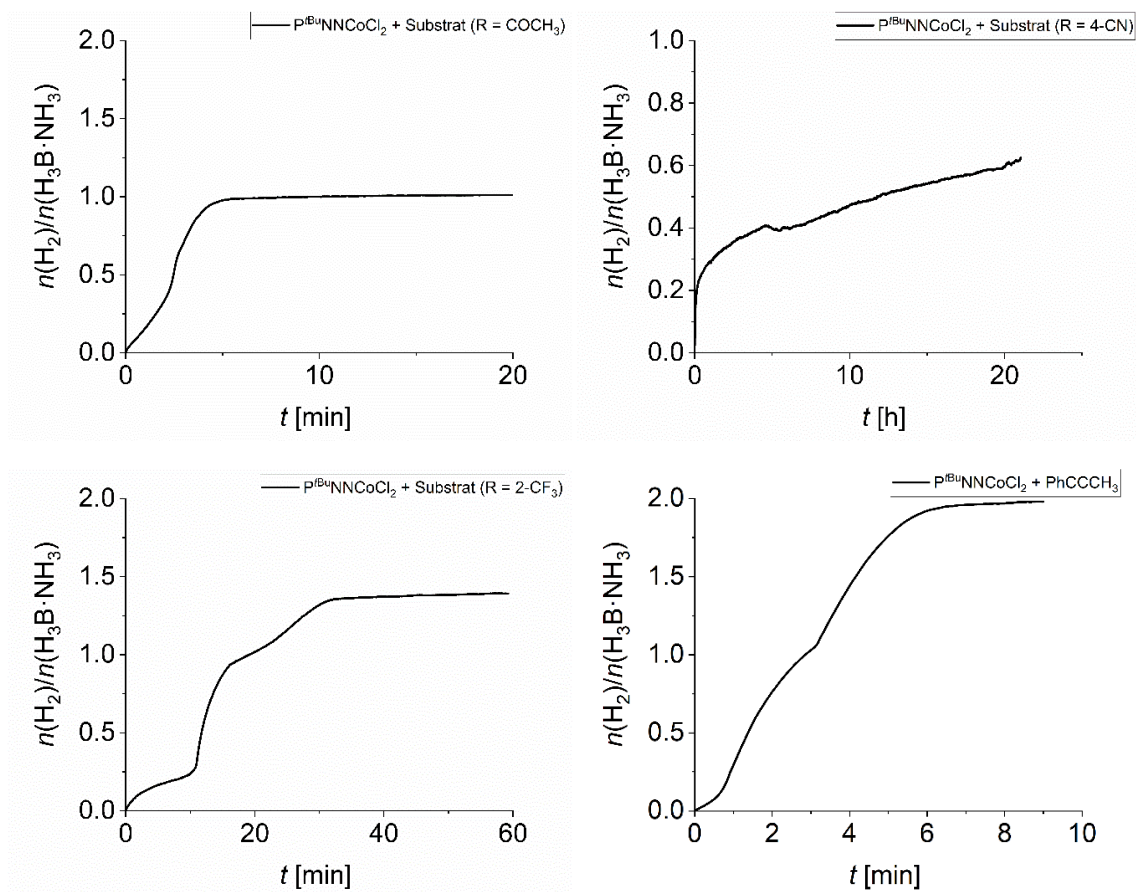 P^tBuNNCoCl₂ + Substrat (R = COCH₃)
2.0
1.5
1.0
0.5
0.0
n(H₂)/n(H₃B·NH₃)
0 10 20
t [min]
P^tBuNNCoCl₂ + Substrat (R = 4-CN)
1.0
0.8
0.6
0.4
0.2
0.0
n(H₂)/n(H₃B·NH₃)
0 10 20
t [h]
P^tBuNNCoCl₂ + Substrat (R = 2-CF₃)
2.0
1.5
1.0
0.5
0.0
n(H₂)/n(H₃B·NH₃)
0 20 40 60
t [min]
P^tBuNNCoCl₂ + PhCCCH₃
2.0
1.5
1.0
0.5
0.0
n(H₂)/n(H₃B·NH₃)
0 2 4 6 8 10
t [min]